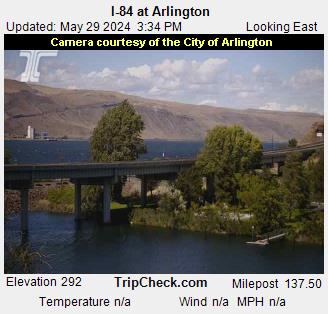 I-84 at Arlington
Updated: May 29 2024 3:34 PM Looking East
Camera courtesy of the City of Arlington
Elevation 292 TripCheck.com Milepost 137.50
Temperature n/a Wind n/a MPH n/a